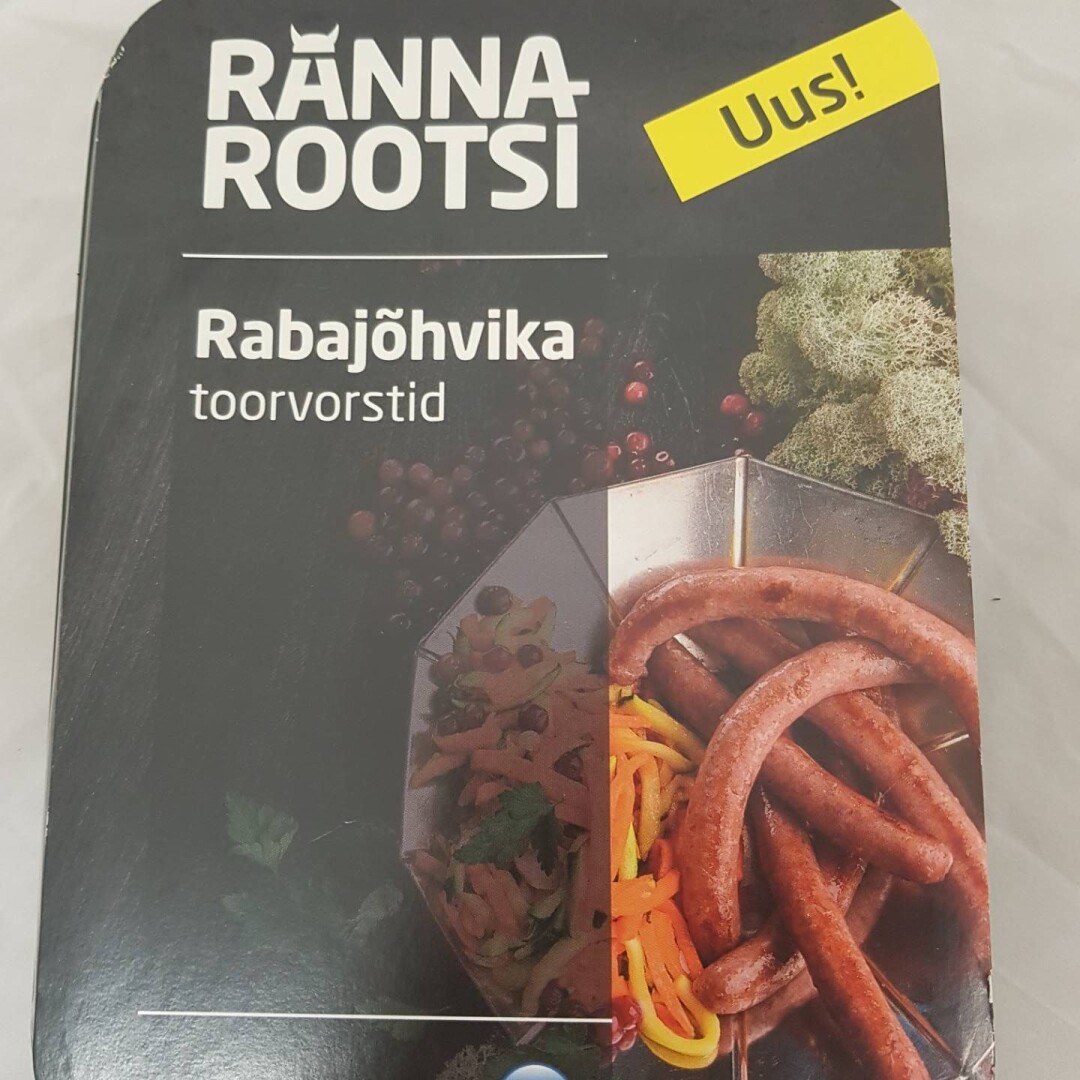 RANNA-
ROOTSI
Uus!
Rabajõhvika
toorvorstid